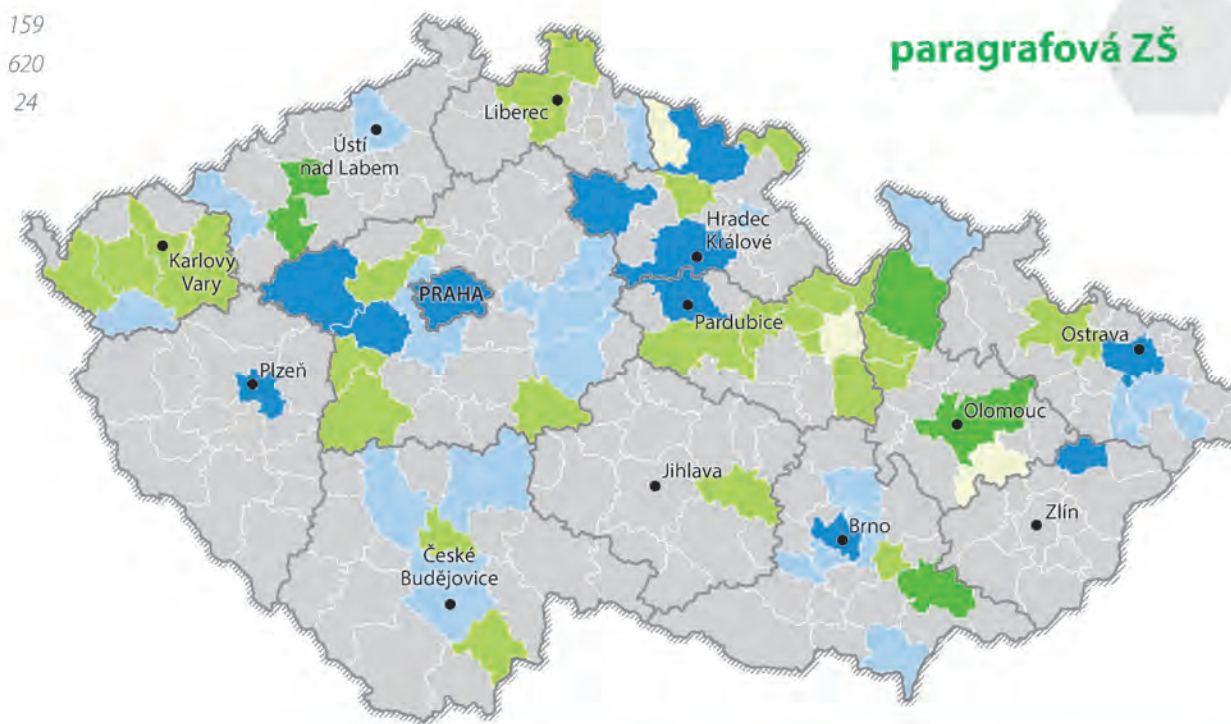 159
620
24
paragrafová ZŠ
Liberec
Ústí
nad Labem
Hradec
Králové
Karlovy
Vary
PRAHA
Pardubice
Ostrava
Plzeň
Olomouc
Jihlava
Brno
Zlín
České
Budějovice